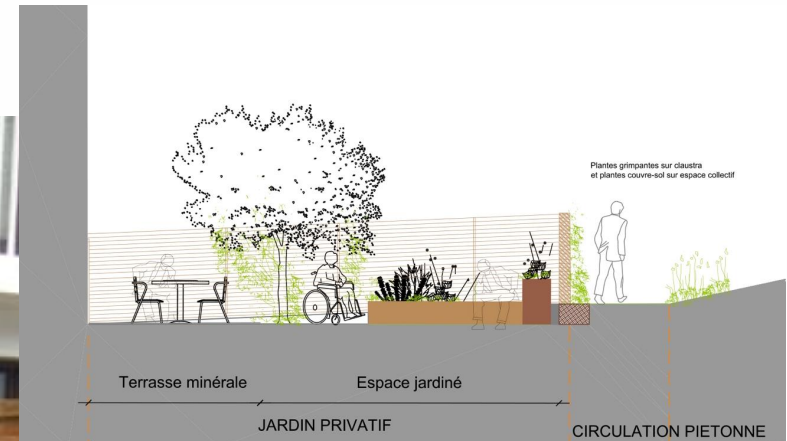 Plantes grimpantes sur claustra
et plantes couvre-sol sur espace collectif
Terrasse minérale
Espace jardiné
JARDIN PRIVATIF
CIRCULATION PIETONNE